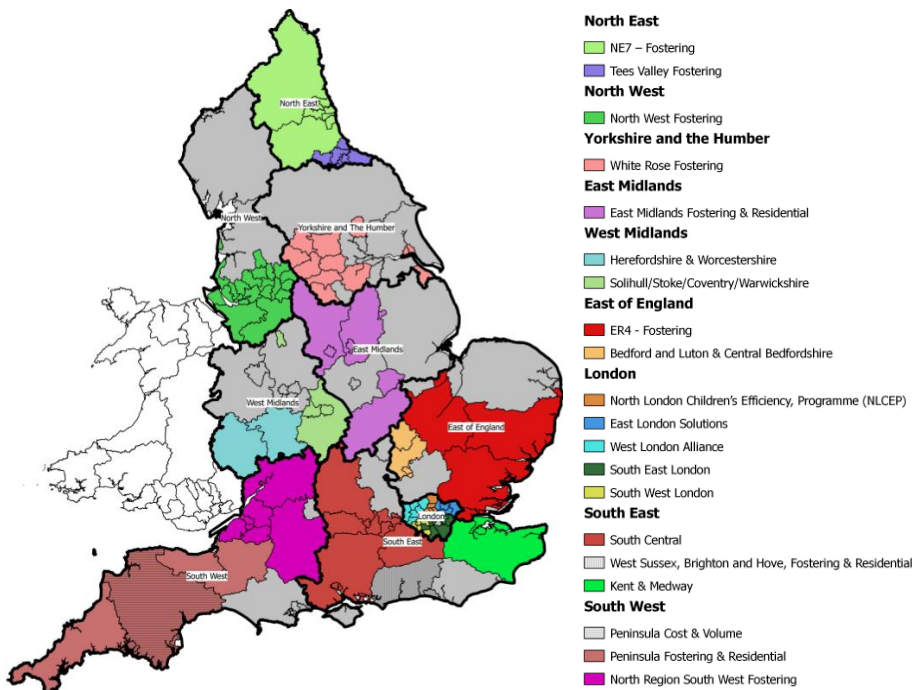 North East
North West
Yorkshire and The Humber
East Midlands
West Midlands
East of England
London
South East
South West
North East
NE7 – Fostering
Tees Valley Fostering
North West
North West Fostering
Yorkshire and the Humber
White Rose Fostering
East Midlands
East Midlands Fostering & Residential
West Midlands
Herefordshire & Worcestershire
Solihull/Stoke/Coventry/Warwickshire
East of England
ER4 - Fostering
Bedford and Luton & Central Bedfordshire
London
North London Children's Efficiency, Programme (NLCEP)
East London Solutions
West London Alliance
South East London
South West London
South East
South Central
West Sussex, Brighton and Hove, Fostering & Residential
Kent & Medway
South West
Peninsula Cost & Volume
Peninsula Fostering & Residential
North Region South West Fostering